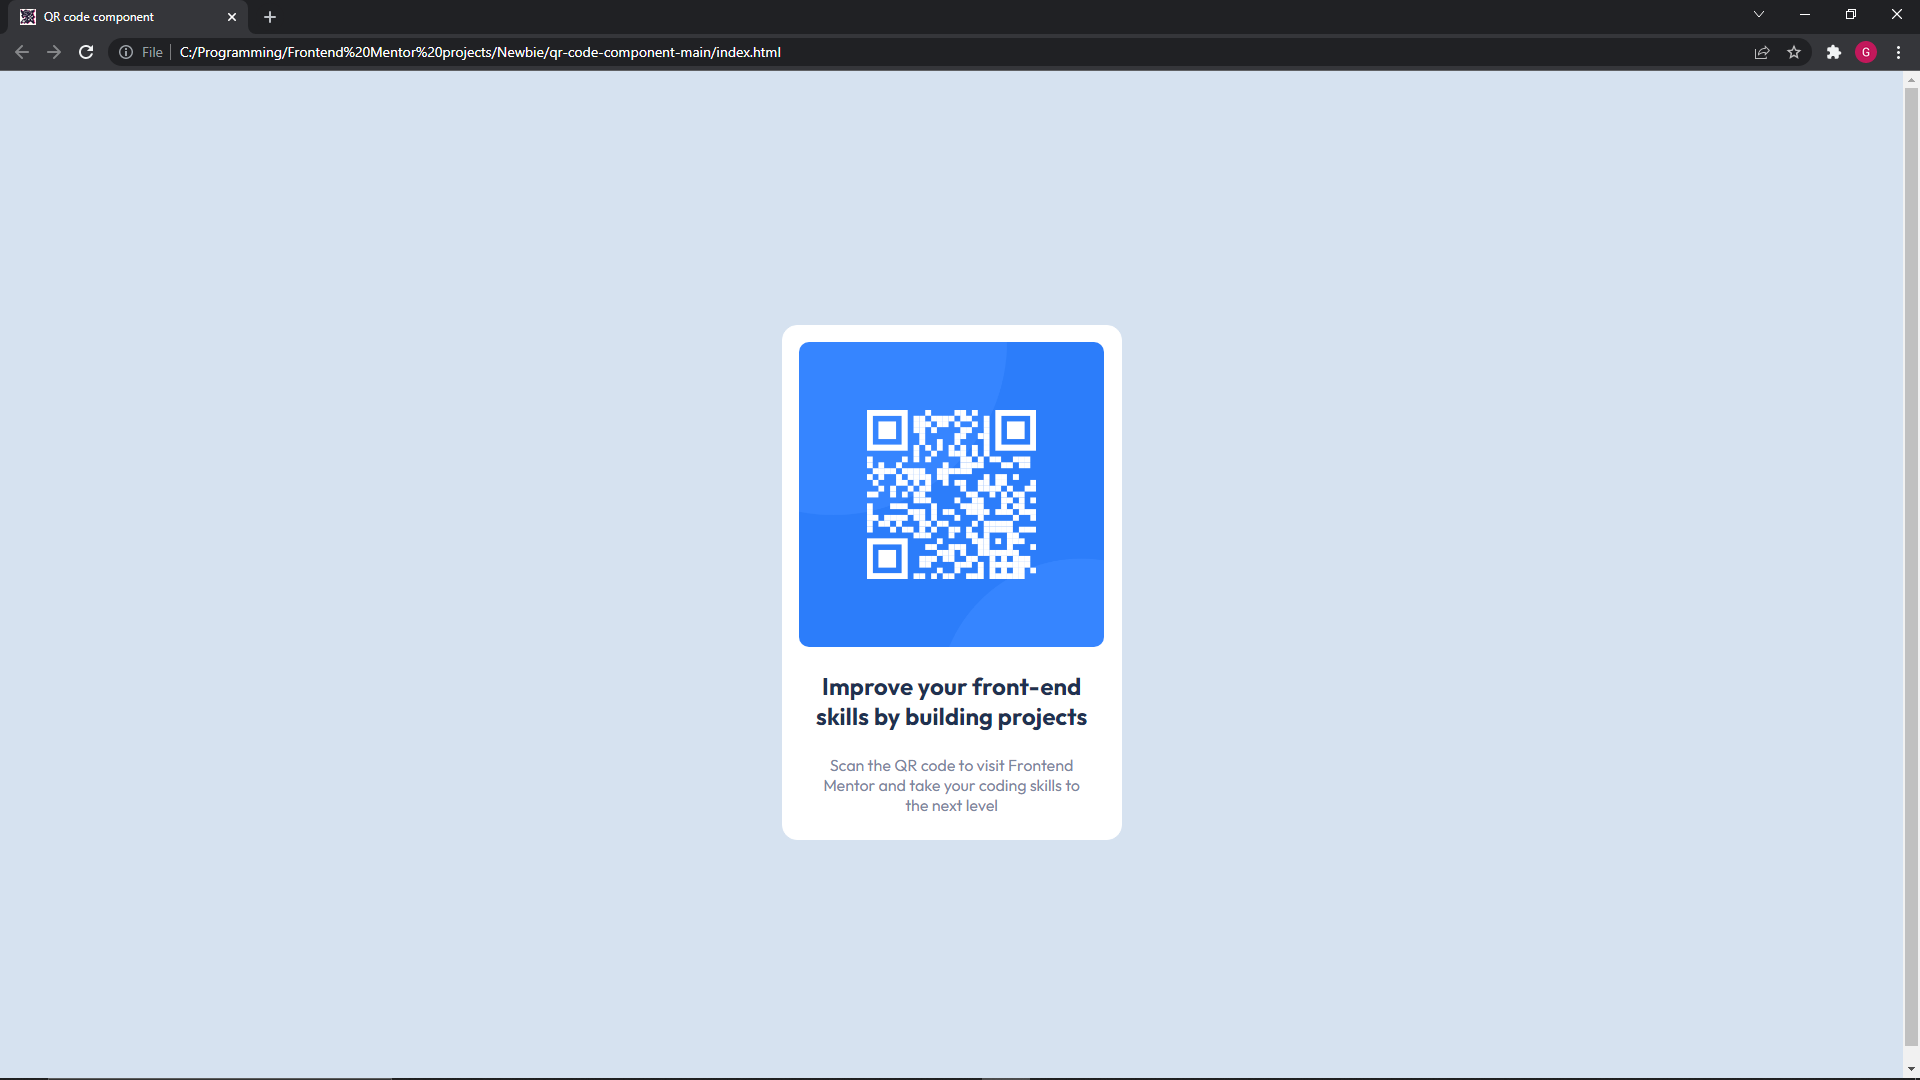 QR code component
File
C:/Programming/Frontend%20Mentor%20projects/Newbie/qr-code-component-main/index.html
G
Improve your front-end
skills by building projects
Scan the QR code to visit Frontend
Mentor and take your coding skills to
the next level